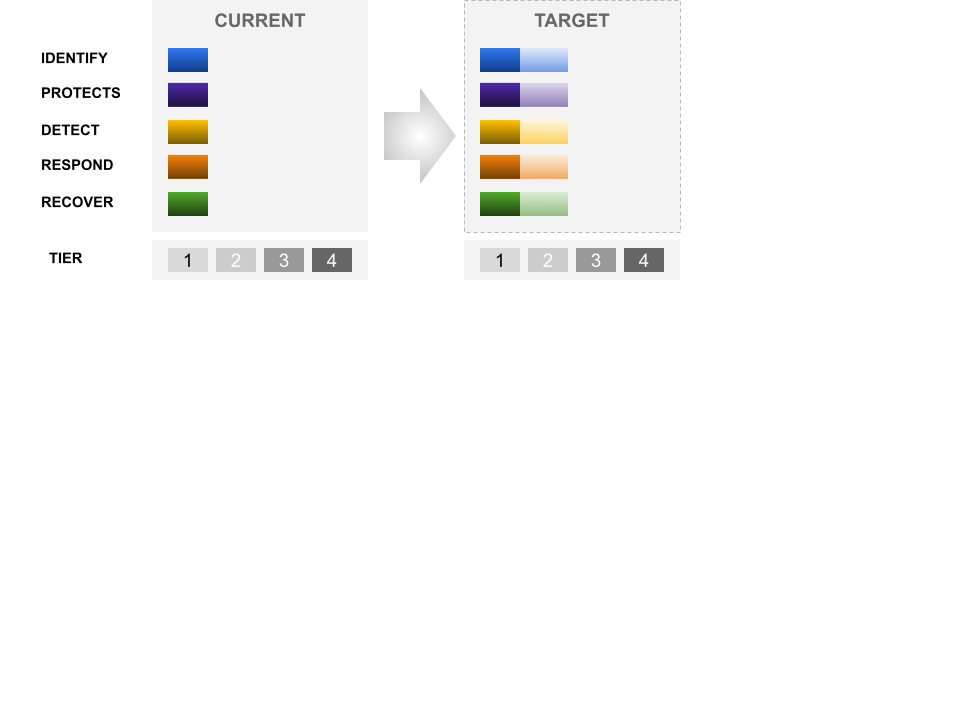 CURRENT
TARGET
IDENTIFY
PROTECTS
DETECT
RESPOND
RECOVER
TIER
1 2 3 4
1 2 3 4